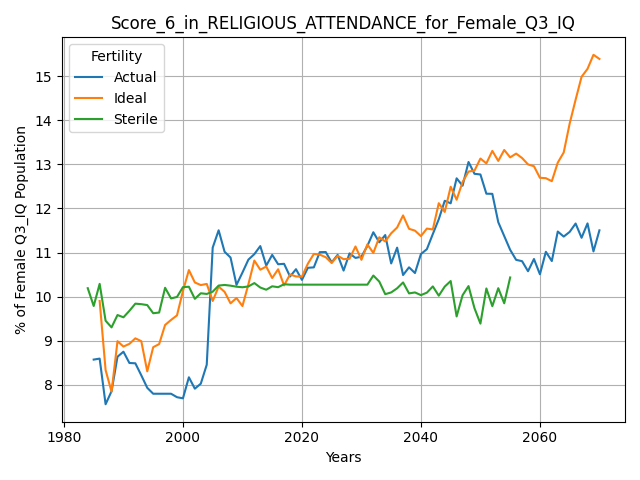 Score_6_in_RELIGIOUS_ATTENDANCE_for_Female_Q3_IQ
Fertility
Actual
Ideal
Sterile
% of Female Q3_IQ Population
15
14
13
12
11
10
9
8
1980
2000
2020
2040
2060
Years